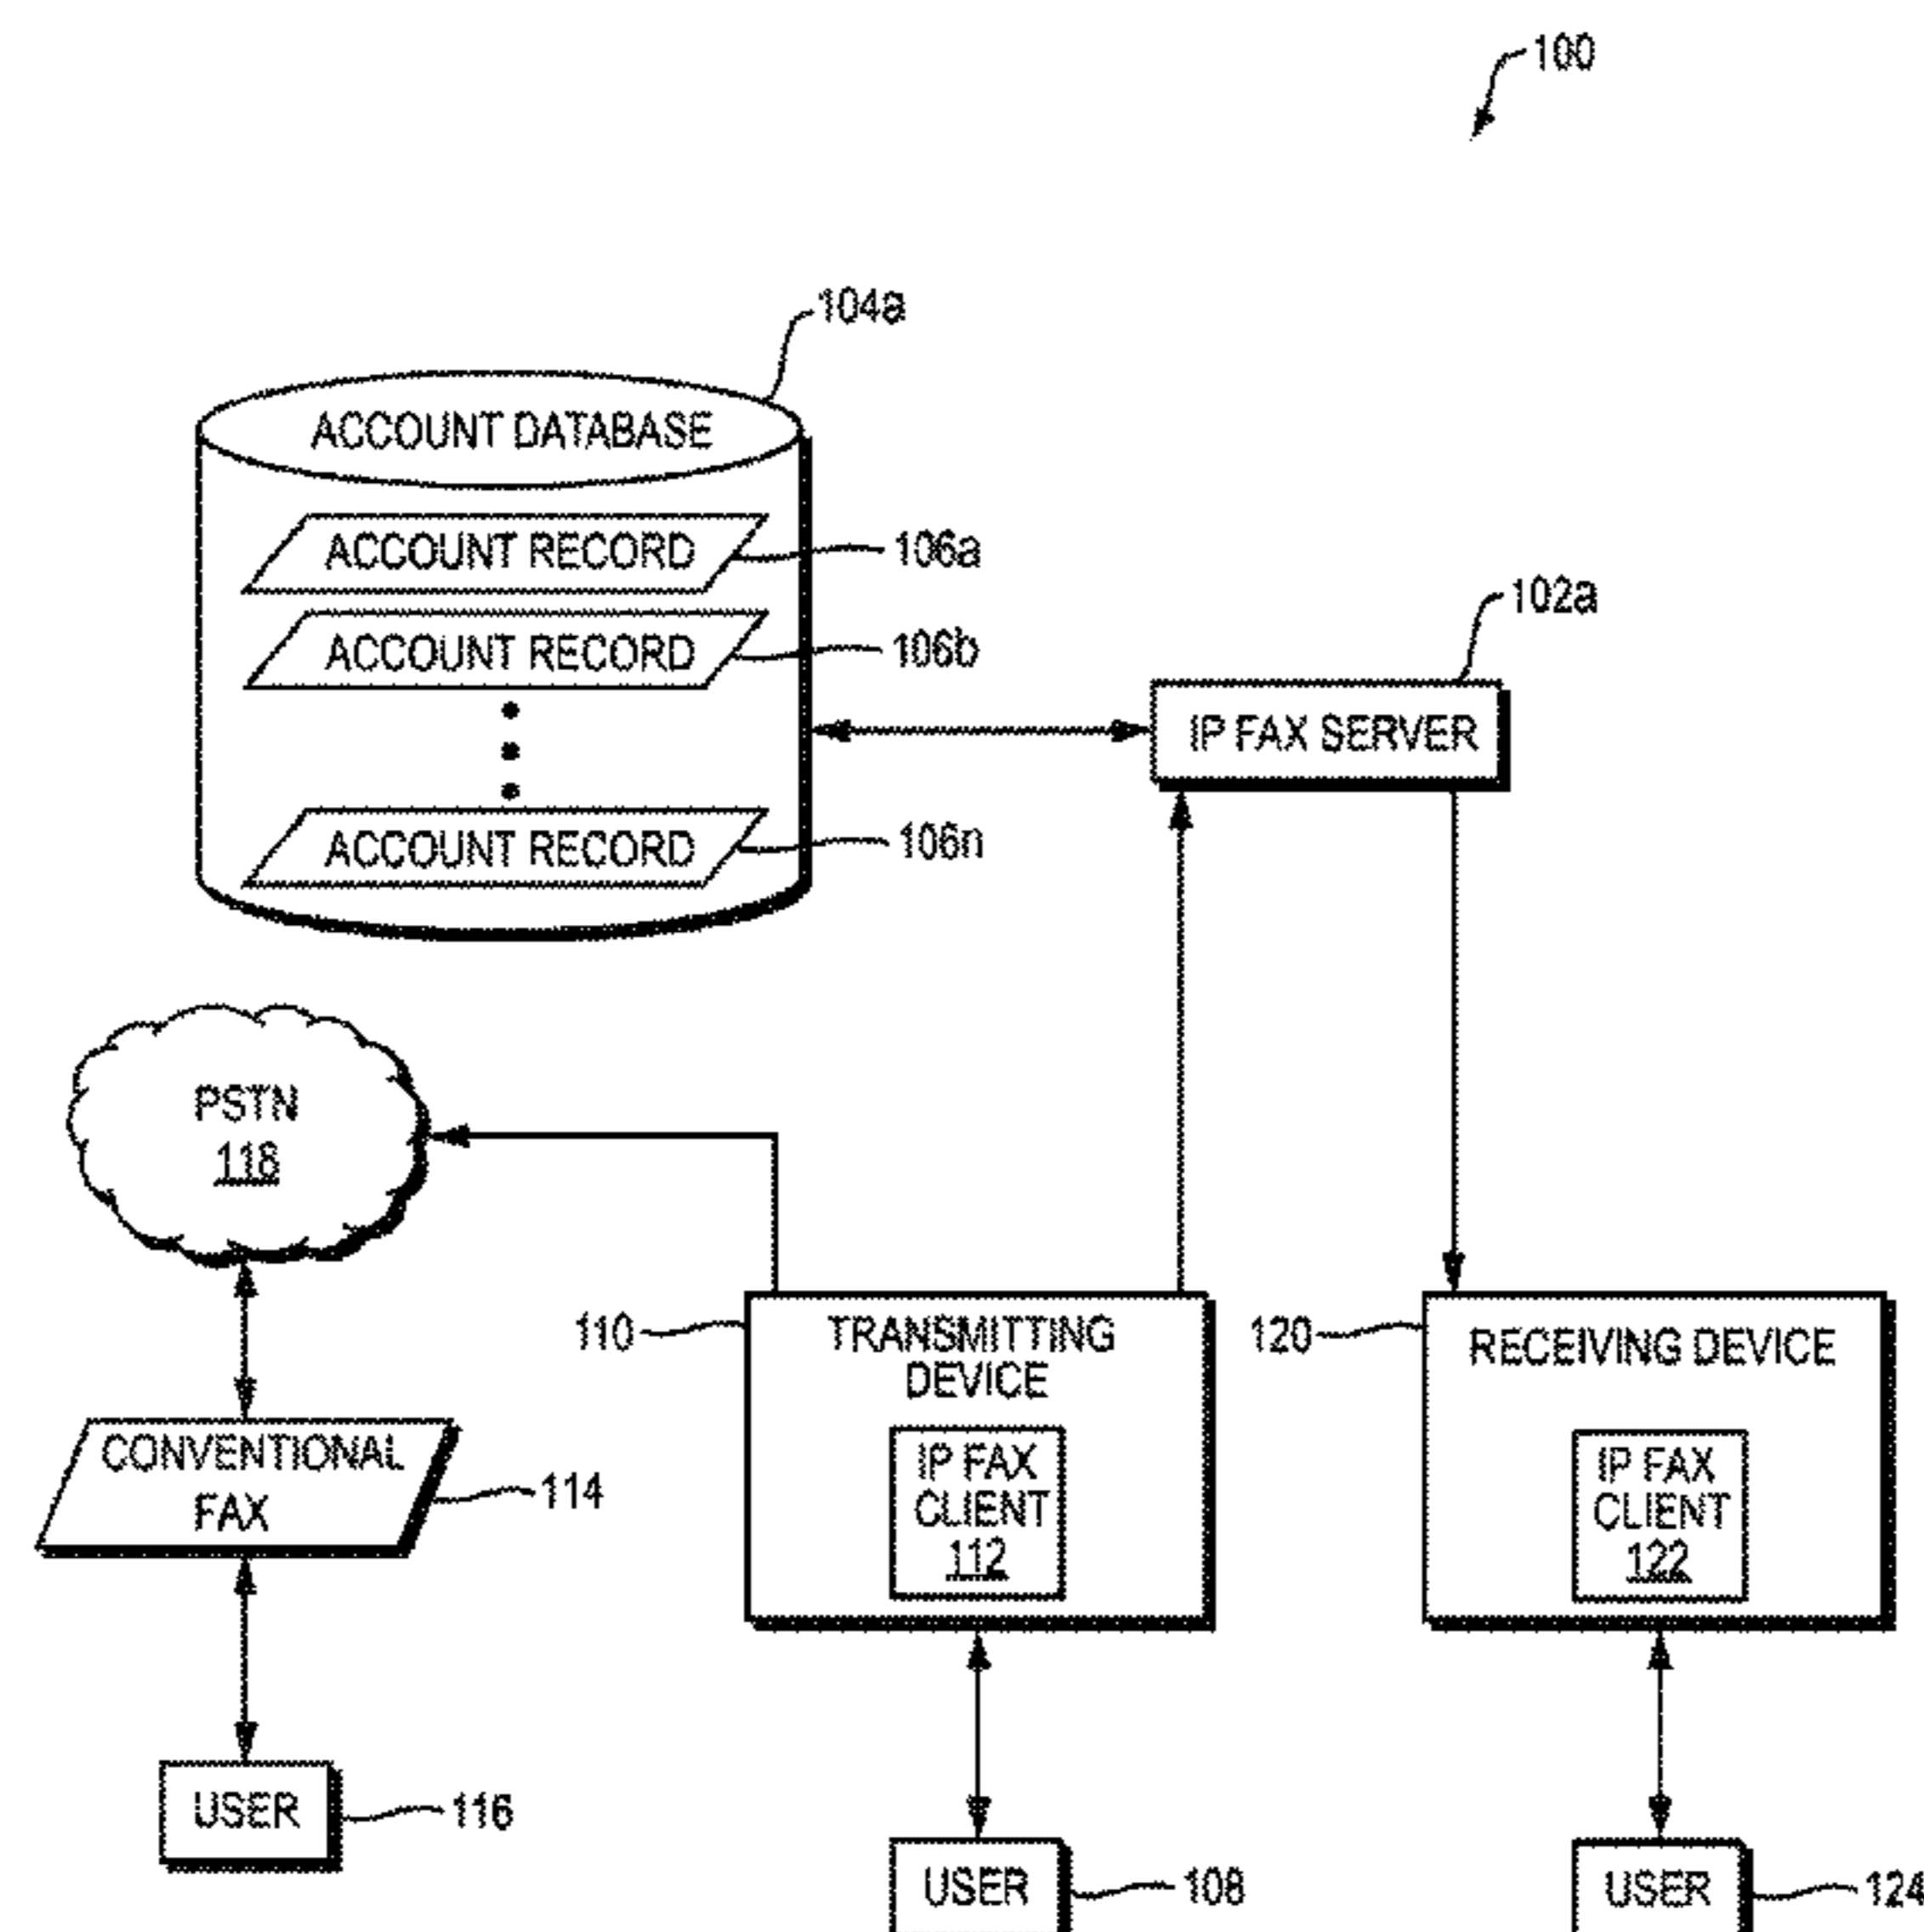 100
104a
ACCOUNT DATABASE
ACCOUNT RECORD
106a
ACCOUNT RECORD
106b
102a
IP FAX SERVER
ACCOUNT RECORD
106n
PSTN
118
110
TRANSMITTING
DEVICE
IP FAX
CLIENT
112
120
RECEIVING DEVICE
IP FAX
CLIENT
122
CONVENTIONAL
FAX
114
USER
116
USER
108
USER
124